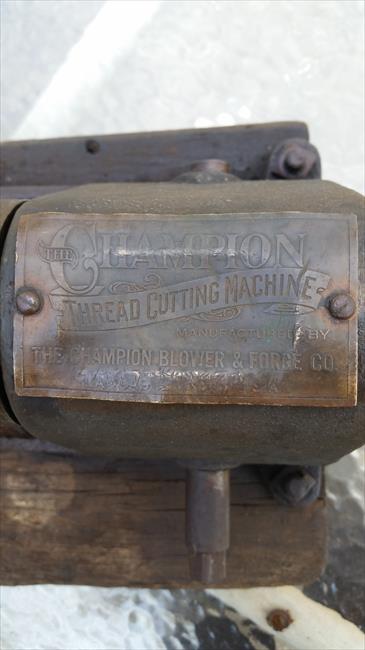 THE CHAMPION
THREAD CUTTING MACHINE
MANUFACTURED BY
THE CHAMPION BLOWER & FORGE CO.